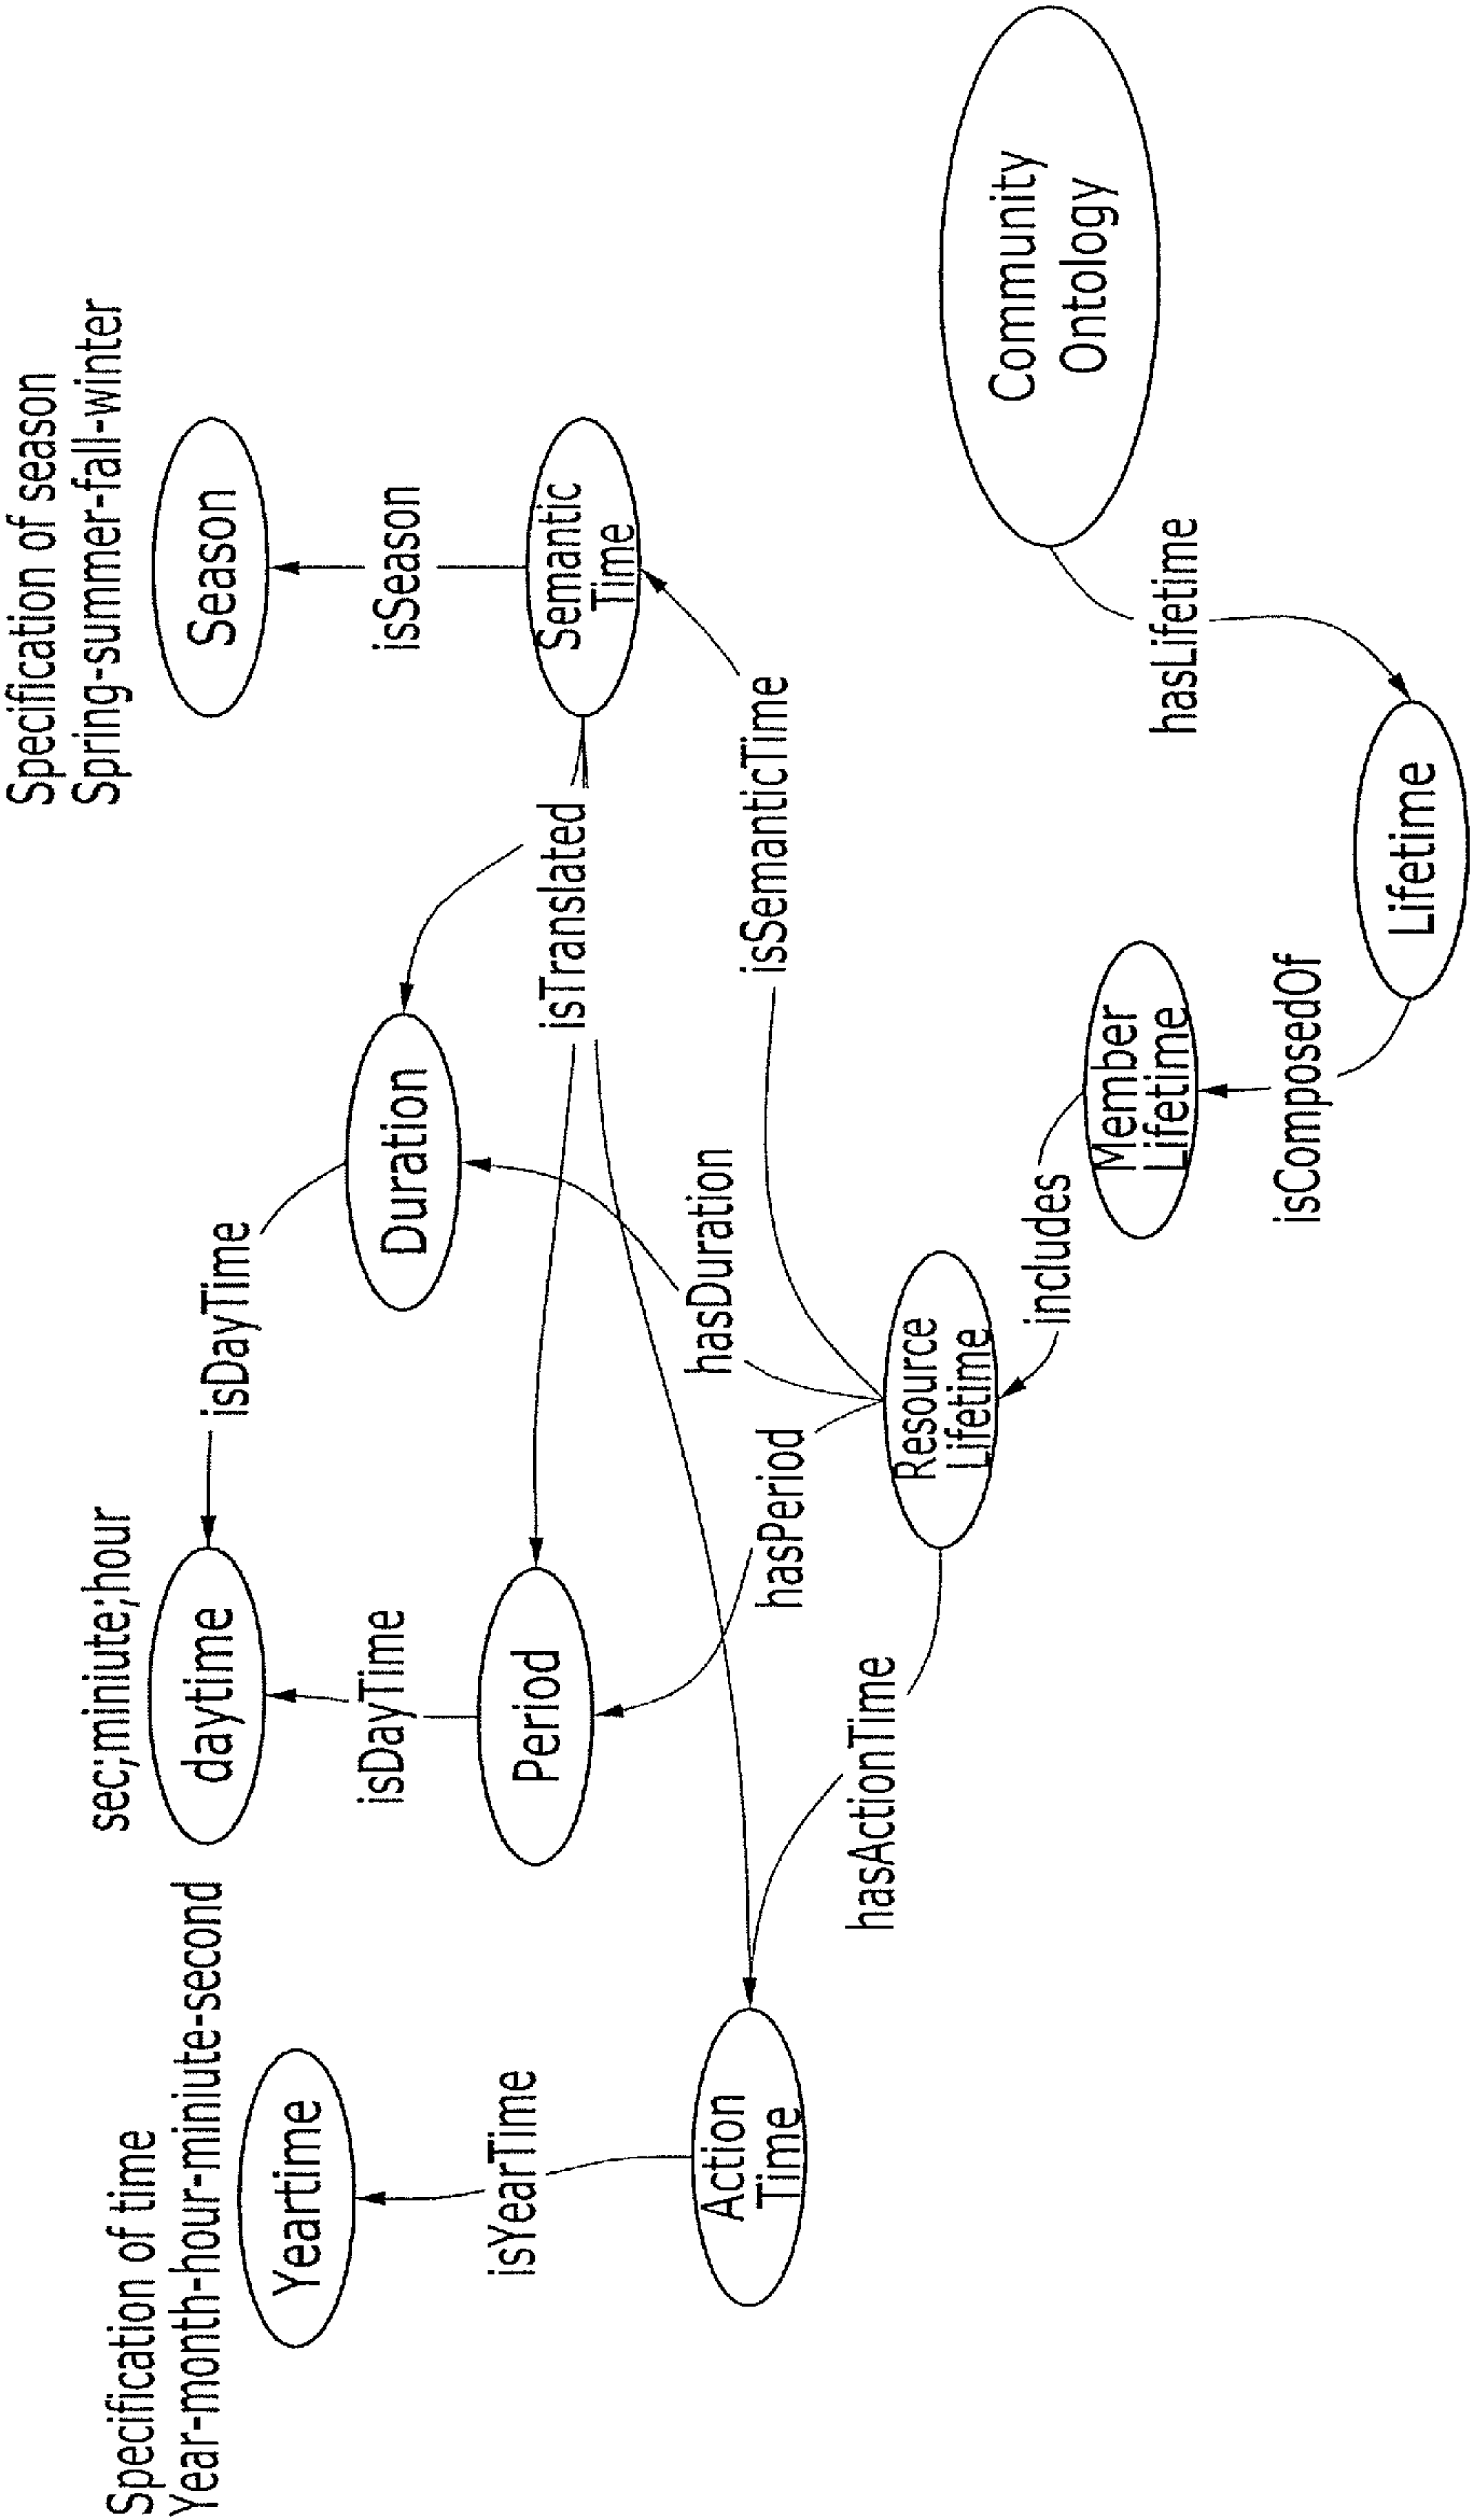 Specification of time
Year-month-hour-miniute-second
sec;miniute;hour
Specification of season
Spring-summer-fall-winter
Yeartime
daytime
Season
isDayTime
isYearTime
isDayTime
isSeason
Period
Duration
Semantic
Time
isTranslated
Action
Time
hasActionTime
hasPeriod
hasDuration
isSemanticTime
Resource
Lifetime
includes
Member
Lifetime
Community
Ontology
hasLifetime
isComposedOf
Lifetime